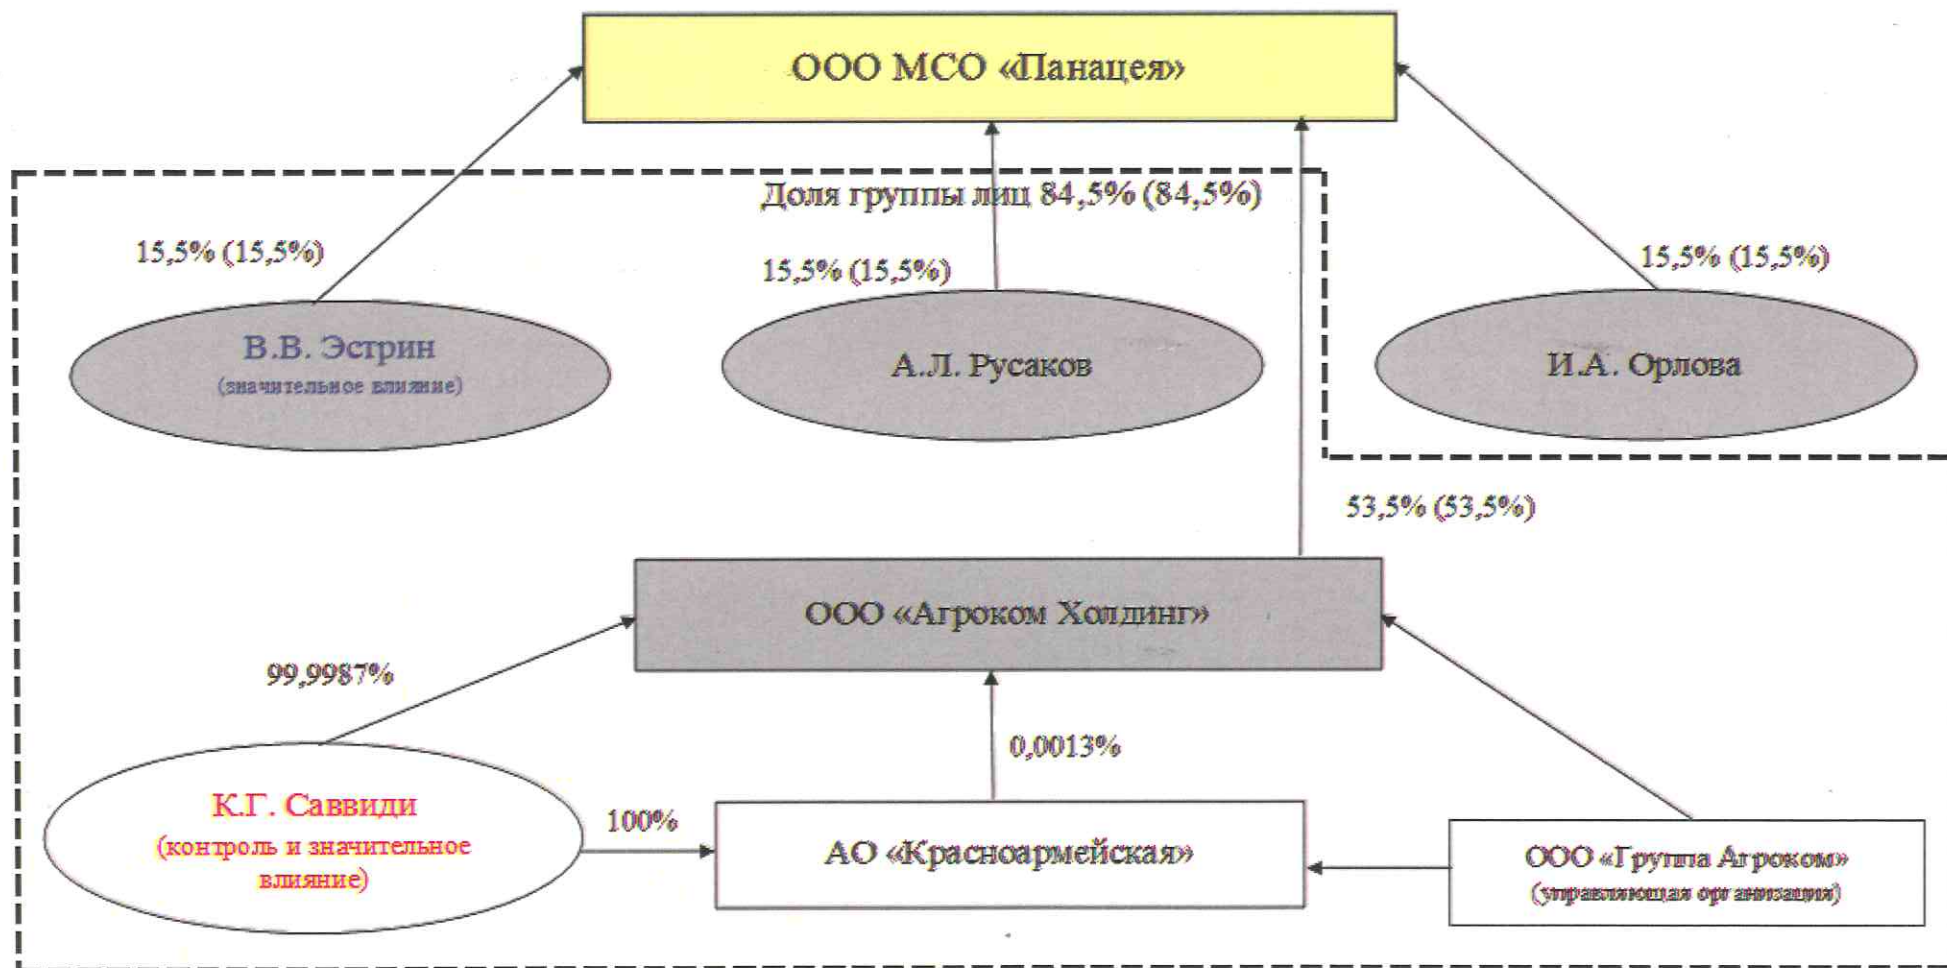 ООО МСО «Панацея»
Доля группы лиц 84,5% (84,5%)
15,5% (15,5%)
15,5% (15,5%)
15,5% (15,5%)
В.В. Эстрин
(значительное влияние)
А.Л. Русаков
И.А. Орлова
53,5% (53,5%)
ООО «Агроком Холдинг»
99,9987%
0,0013%
К.Г. Саввиди
(контроль и значительное
влияние)
100%
АО «Красноармейская»
ООО «Группа Агроком»
(управляющая организация)